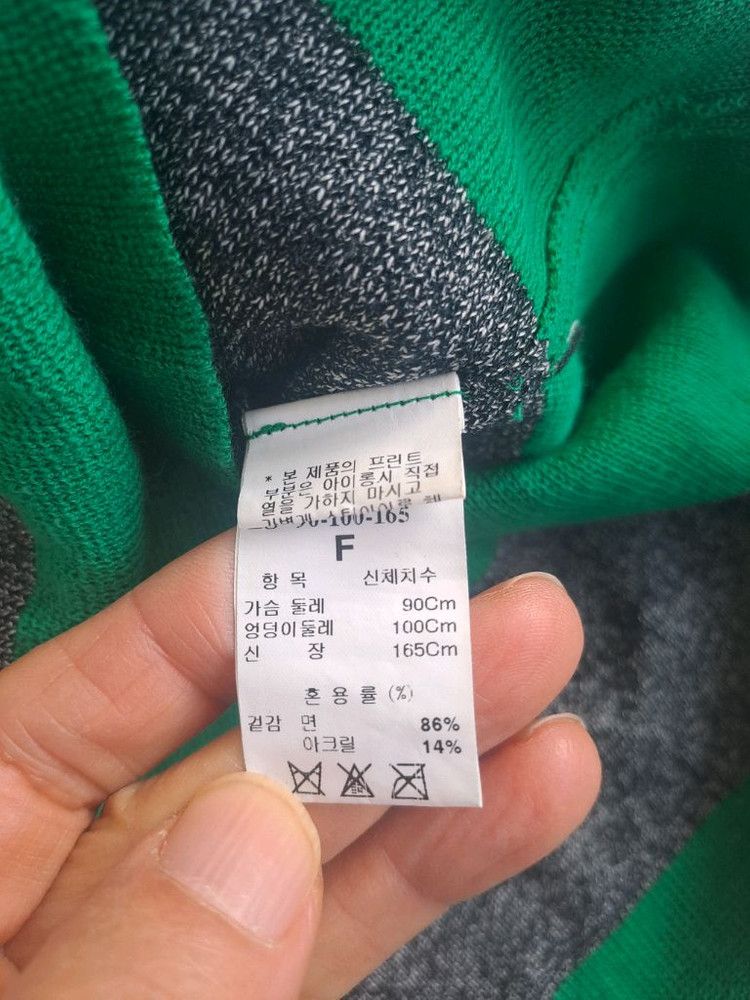 * 본 제품의 프린트
부분은 아이롱시 직접
열을 가하지 마시고
-100-165
F
항 목 신체치수
가슴 둘레 90Cm
엉덩이둘레 100Cm
신 장 165Cm
혼 용 률 (%)
겉감 면 86%
아크릴 14%